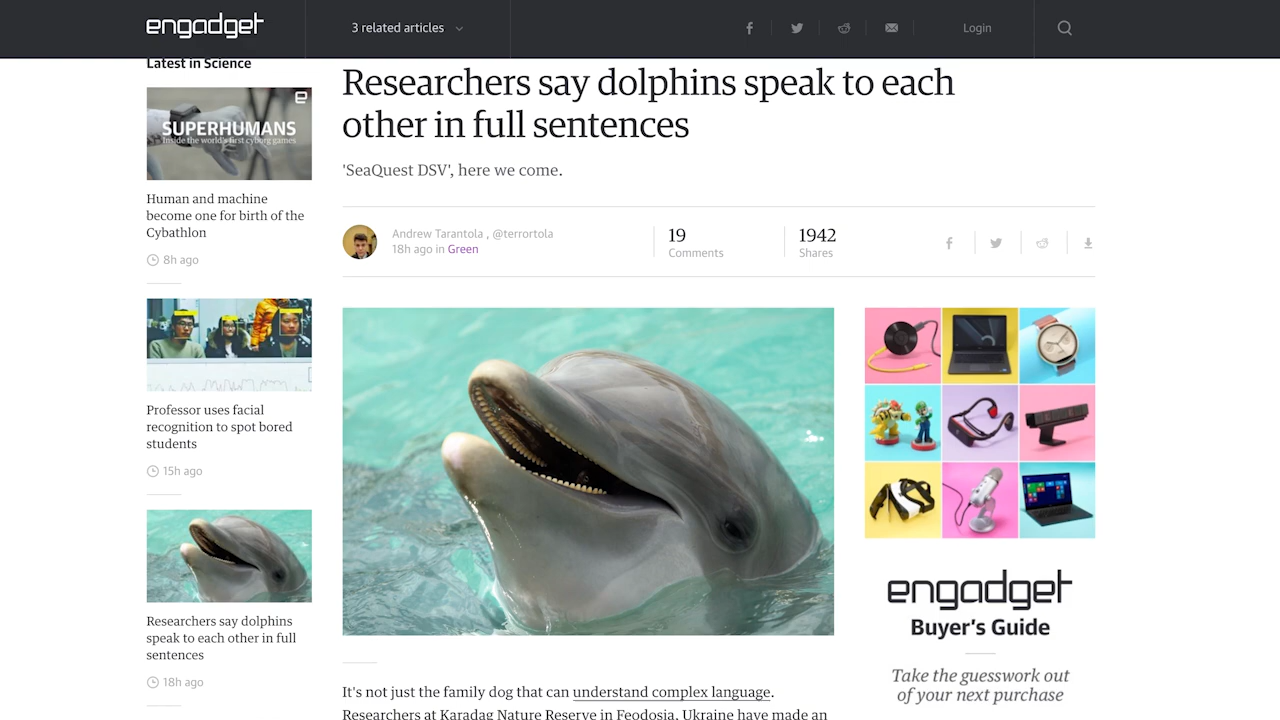 engadget
3 related articles
Login
Latest in Science
SUPERHUMANS
Inside the world's first cyborg games
Human and machine
become one for birth of the
Cybathlon
8h ago
Professor uses facial
recognition to spot bored
students
15h ago
Researchers say dolphins
speak to each other in full
sentences
18h ago
Researchers say dolphins speak to each
other in full sentences
'SeaQuest DSV', here we come.
Andrew Tarantola , @terrortola
18h ago in Green
19
Comments
1942
Shares
It's not just the family dog that can understand complex language.
Researchers at Karadag Nature Reserve in Feodosia, Ukraine have made an
engadget
Buyer's Guide
Take the guesswork out
of your next purchase